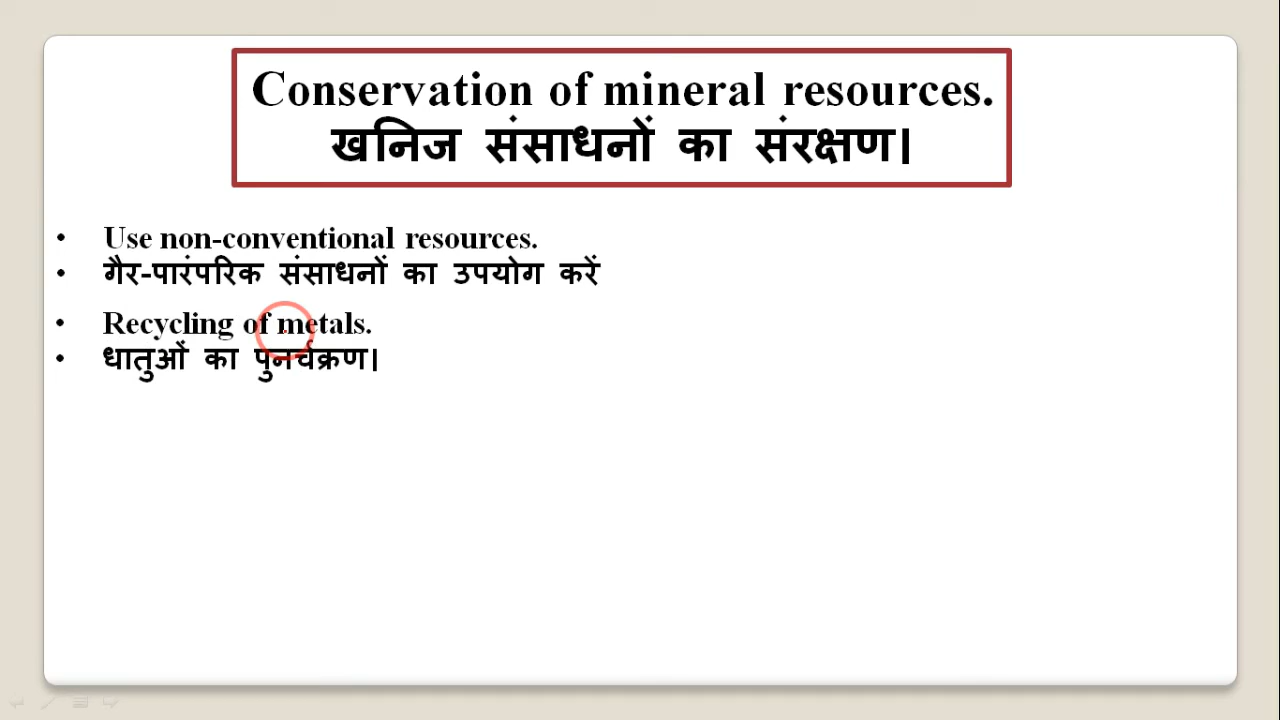 Conservation of mineral resources.
खनिज संसाधनों का संरक्षण।
• Use non-conventional resources.
• गैर-पारंपरिक संसाधनों का उपयोग करें
• Recycling of metals.
• धातुओं का पुनर्चक्रण।